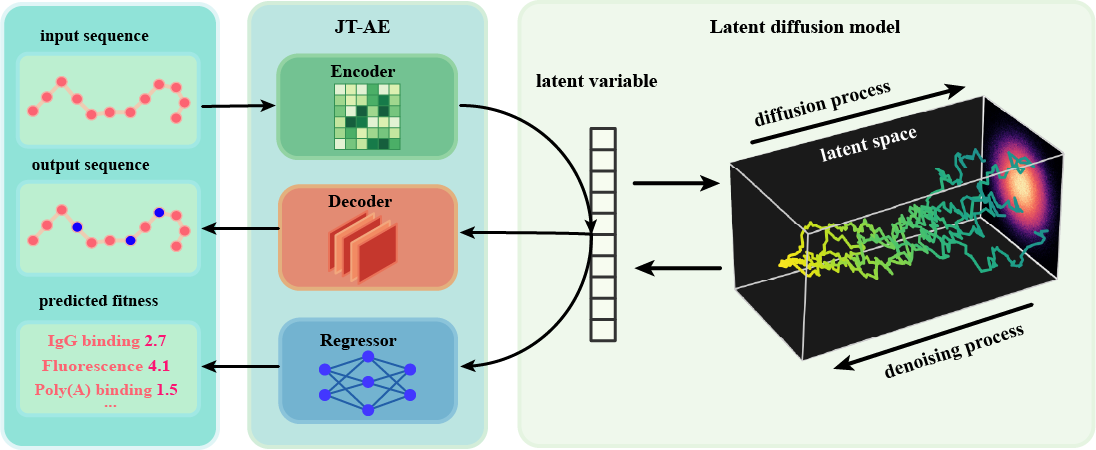 input sequence
output sequence
predicted fitness
IgG binding 2.7
Fluorescence 4.1
Poly(A) binding 1.5
...
JT-AE
Encoder
Decoder
Regressor
Latent diffusion model
latent variable
diffusion process
latent space
denoising process